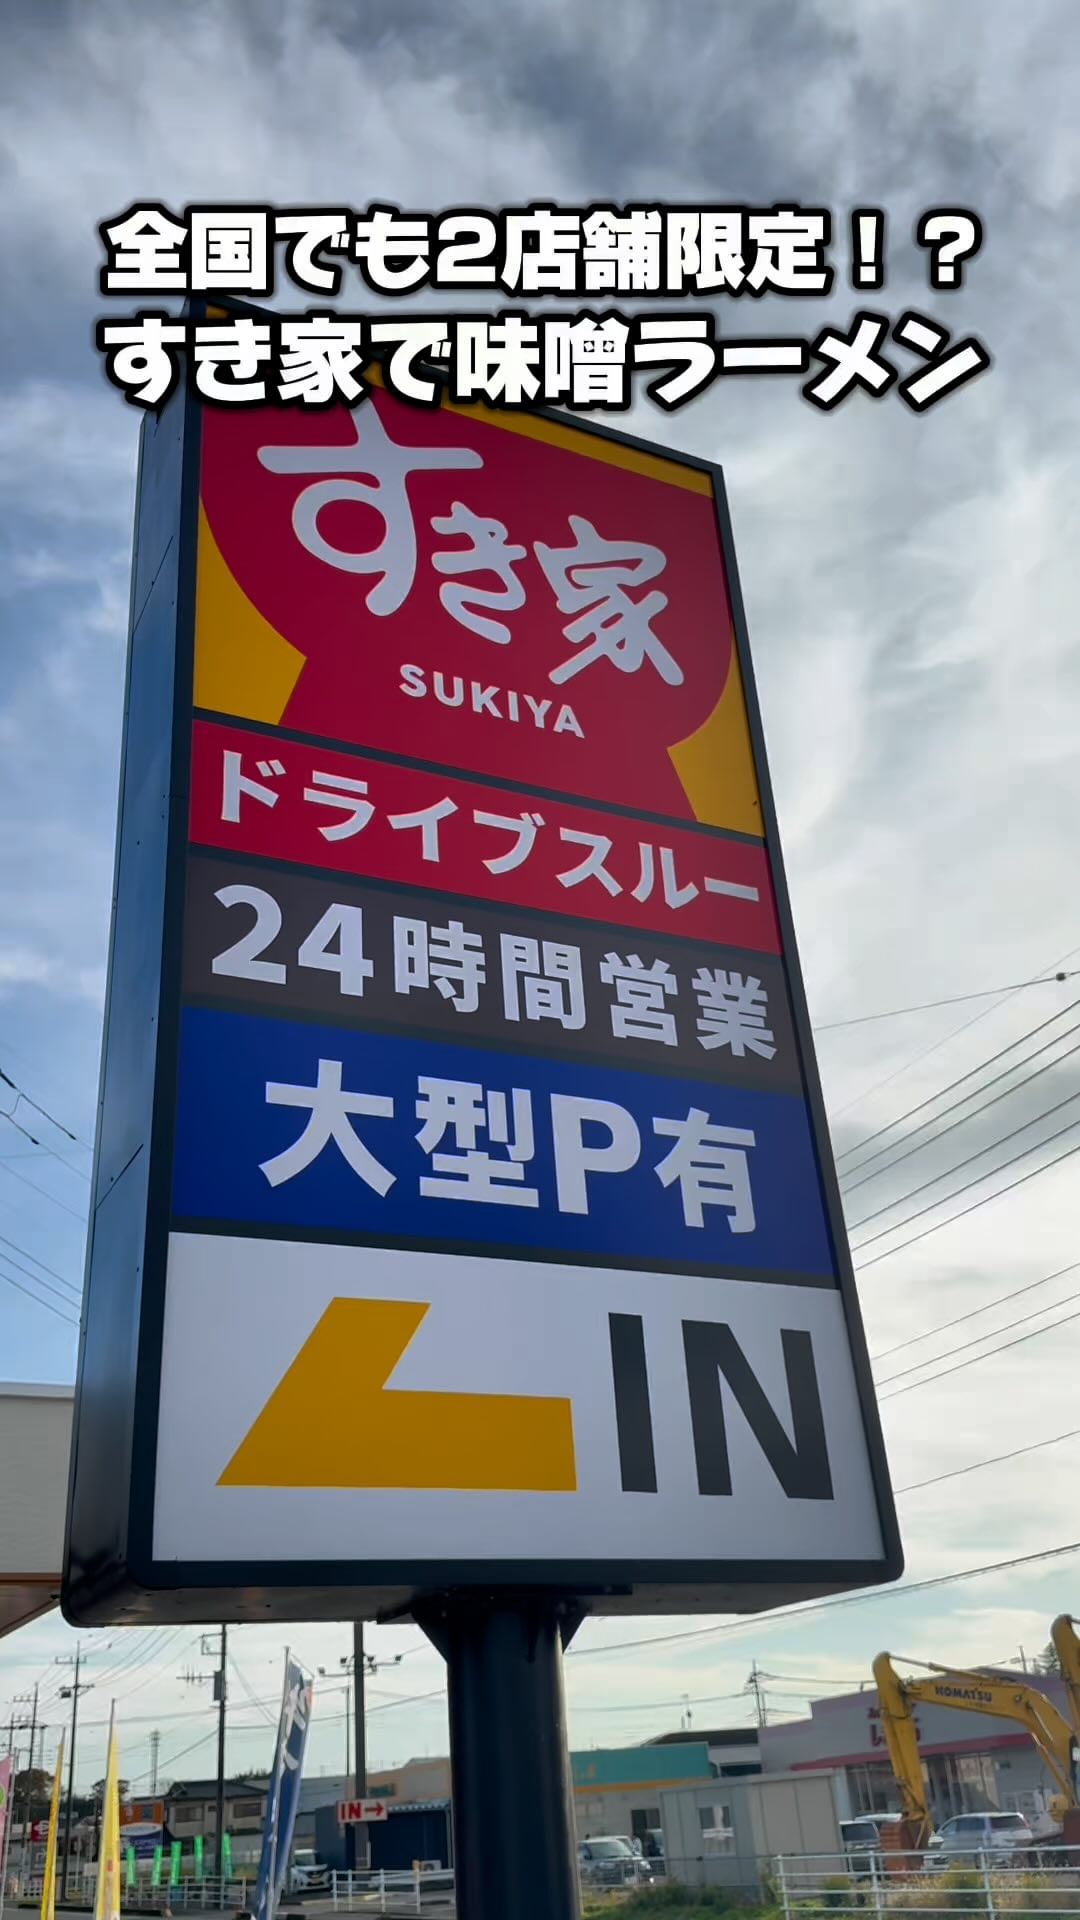 全国でも2店舗限定！？
すき家で味噌ラーメン
すき家
SUKIYA
ドライブスルー
24時間営業
大型P有
IN
KOMATSU
IN→